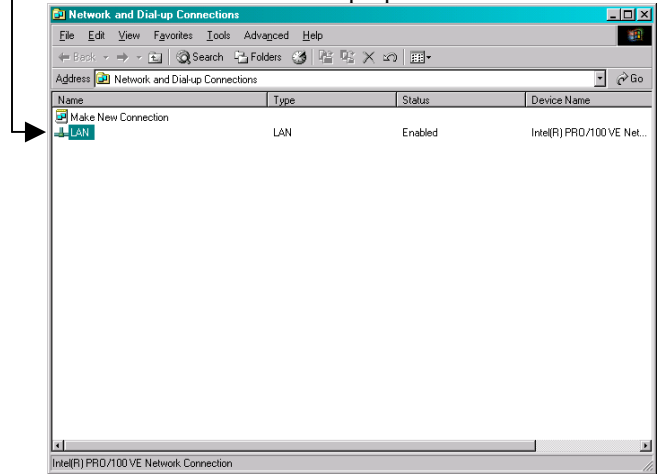 Network and Dial-up Connections
File Edit View Favorites Tools Advanced Help
Back Search Folders
Address Network and Dial-up Connections Go
Name Type Status Device Name
Make New Connection
LAN LAN Enabled Intel(R) PRO/100 VE Net...
Intel(R) PRO/100 VE Network Connection